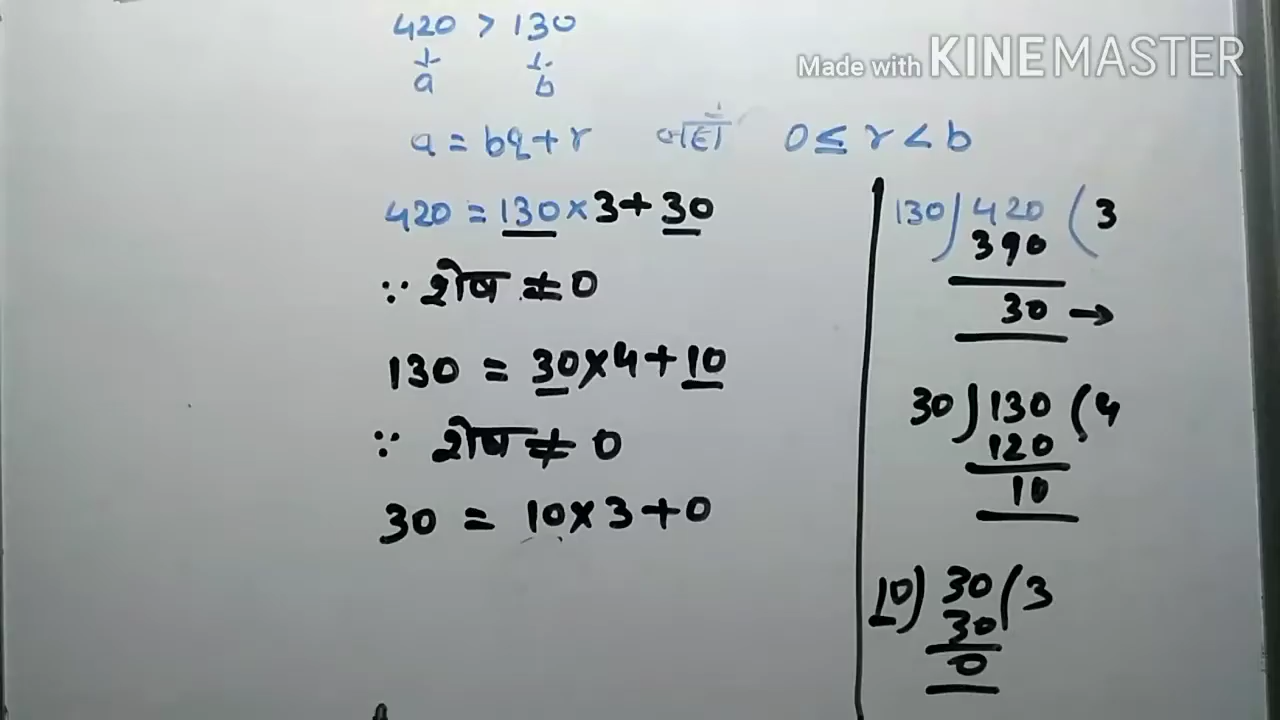 420 > 130
Made with KINEMASTER
a b
a = bq + r जहाँ 0 ≤ r < b
420 = 130 × 3 + 30
∵ शेष ≠ 0
130 = 30 × 4 + 10
∵ शेष ≠ 0
30 = 10 × 3 + 0
130 ) 420 ( 3
390
30 →
30 ) 130 ( 4
120
10
10 ) 30 ( 3
30
0